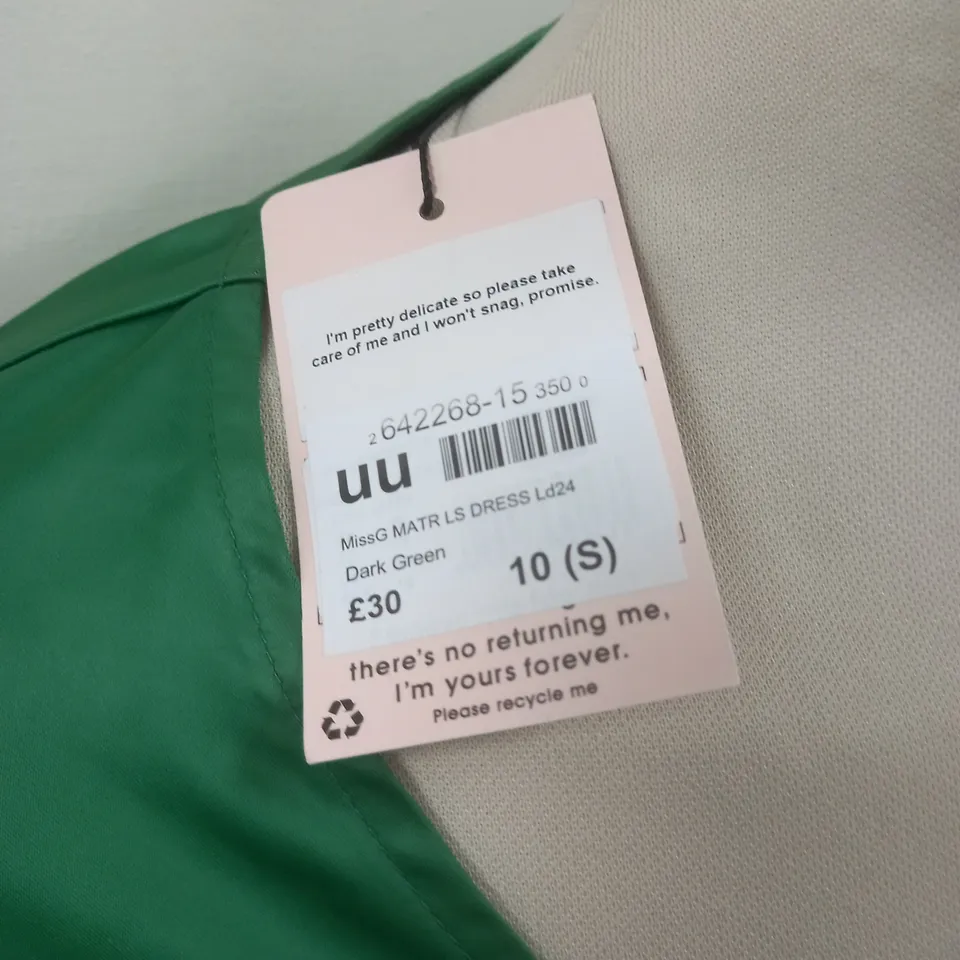 I'm pretty delicate so please take
care of me and I won't snag, promise.
2 642268-15 350 0
uu
MissG MATR LS DRESS Ld24
Dark Green
10 (S)
£30
there's no returning me,
I'm yours forever.
Please recycle me